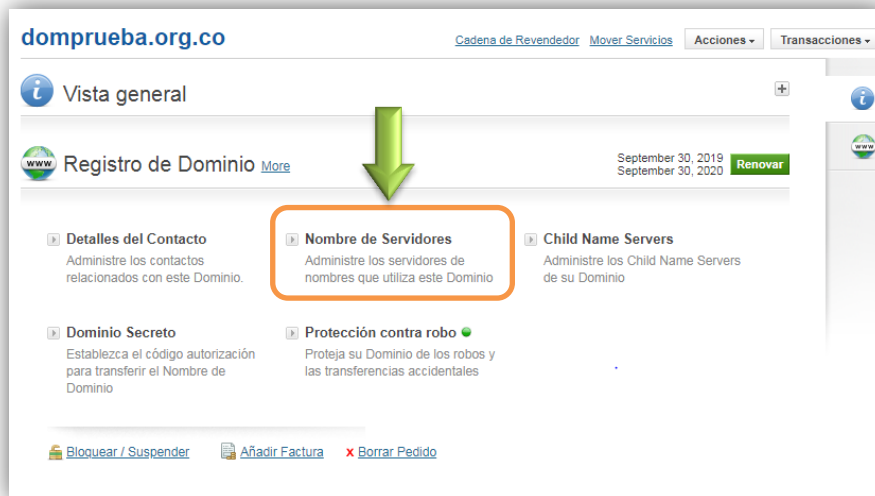 domprueba.org.co
Cadena de Revendedor Mover Servicios Acciones Transacciones
Vista general
www Registro de Dominio More
September 30, 2019
September 30, 2020
Renovar
www
Detalles del Contacto
Administre los contactos
relacionados con este Dominio.
Nombre de Servidores
Administre los servidores de
nombres que utiliza este Dominio
Child Name Servers
Administre los Child Name Servers
de su Dominio
Dominio Secreto
Establezca el código autorización
para transferir el Nombre de
Dominio
Protección contra robo
Proteja su Dominio de los robos y
las transferencias accidentales
Bloquear / Suspender Añadir Factura x Borrar Pedido